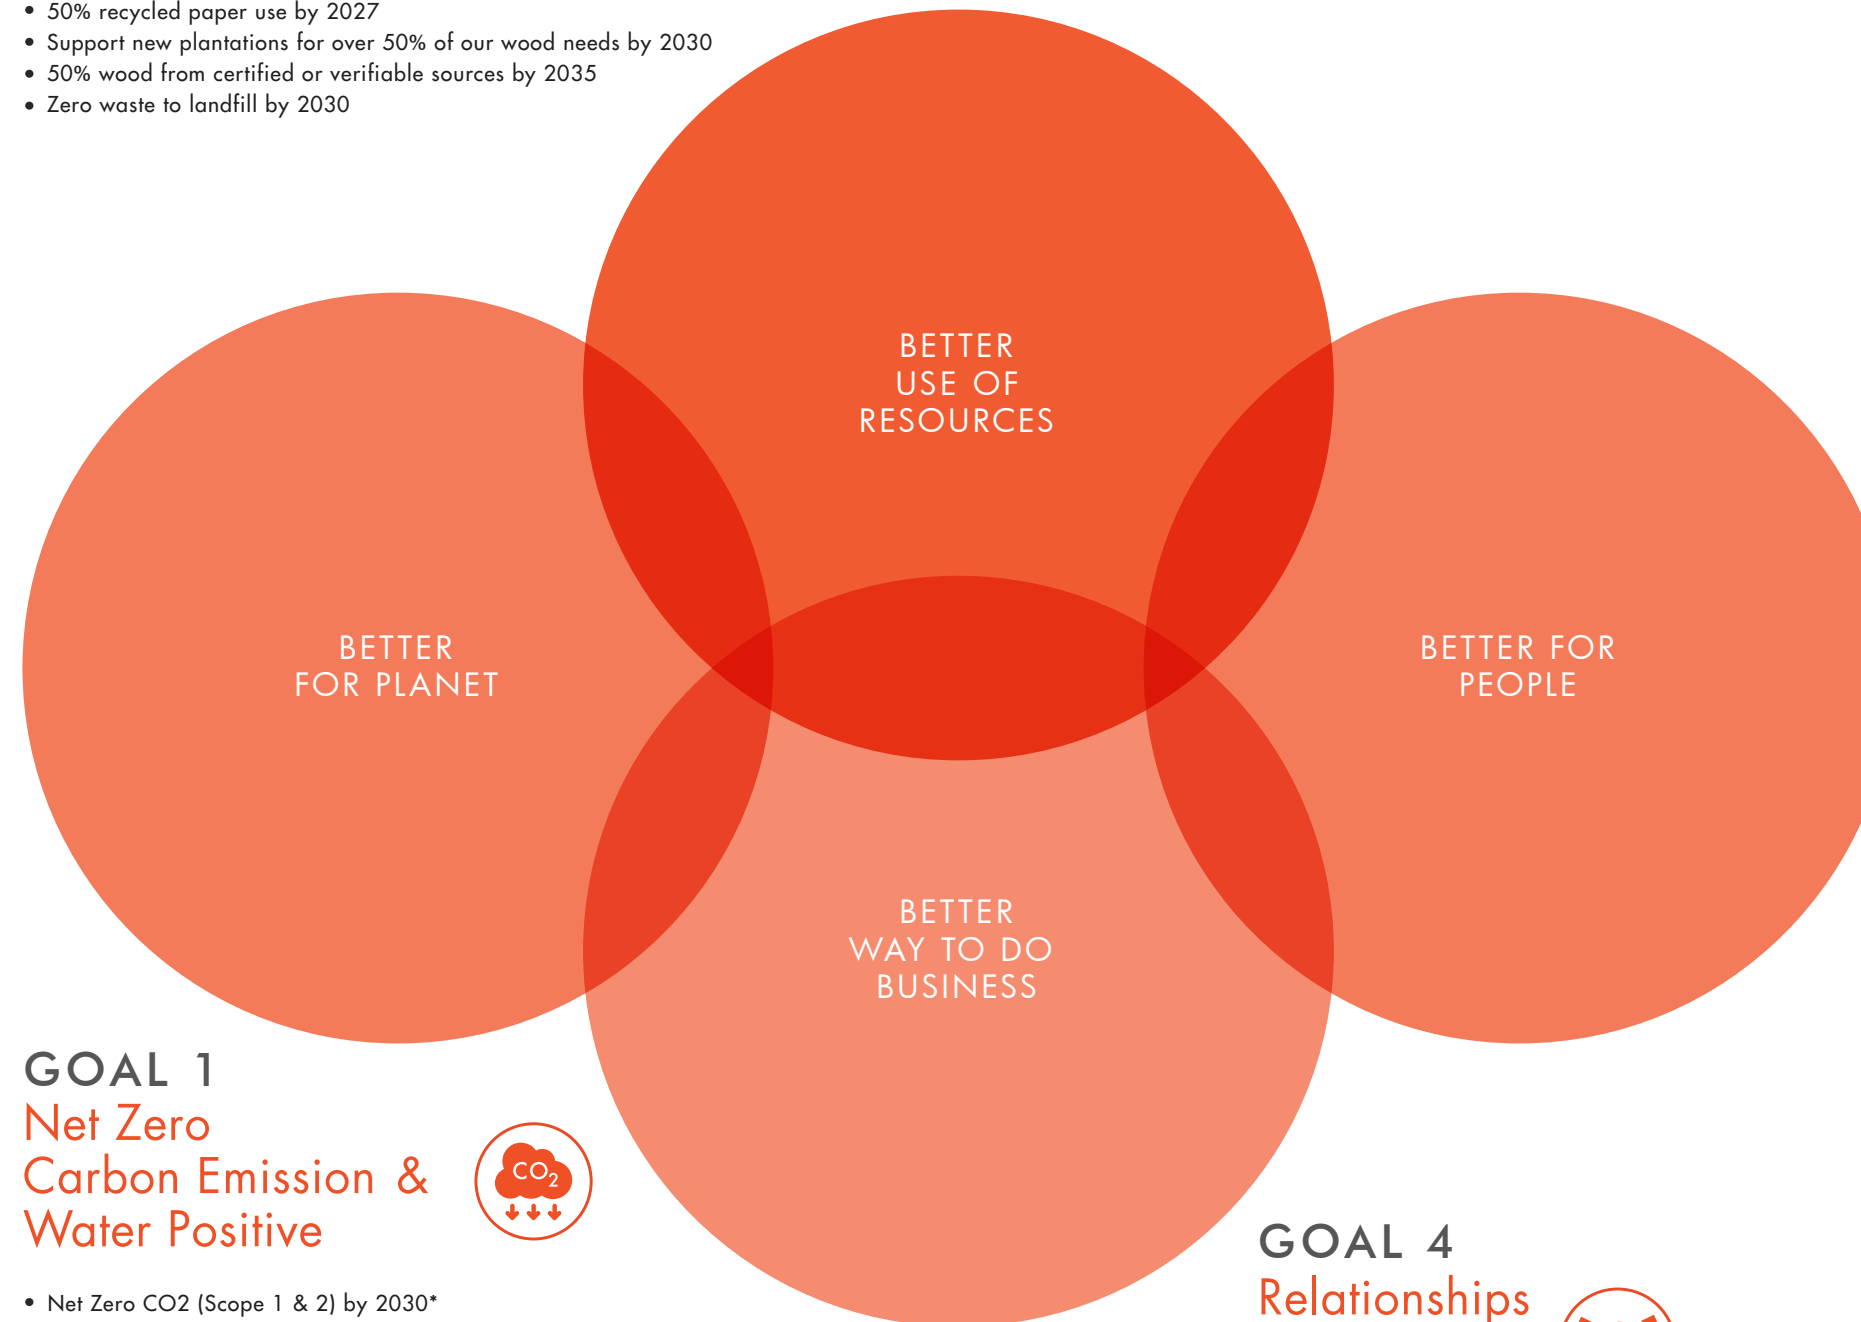 • 50% recycled paper use by 2027
• Support new plantations for over 50% of our wood needs by 2030
• 50% wood from certified or verifiable sources by 2035
• Zero waste to landfill by 2030
BETTER
USE OF
RESOURCES
BETTER
FOR PLANET
BETTER FOR
PEOPLE
BETTER
WAY TO DO
BUSINESS
GOAL 1
Net Zero
Carbon Emission &
Water Positive
CO2
• Net Zero CO2 (Scope 1 & 2) by 2030*
GOAL 4
Relationships